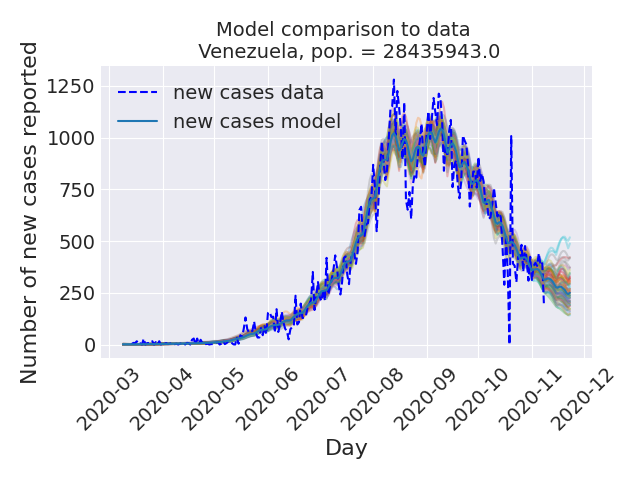 Model comparison to data
Venezuela, pop. = 28435943.0
Number of new cases reported
1250
1000
750
500
250
0
new cases data
new cases model
2020-03
2020-04
2020-05
2020-06
2020-07
2020-08
2020-09
2020-10
2020-11
2020-12
Day